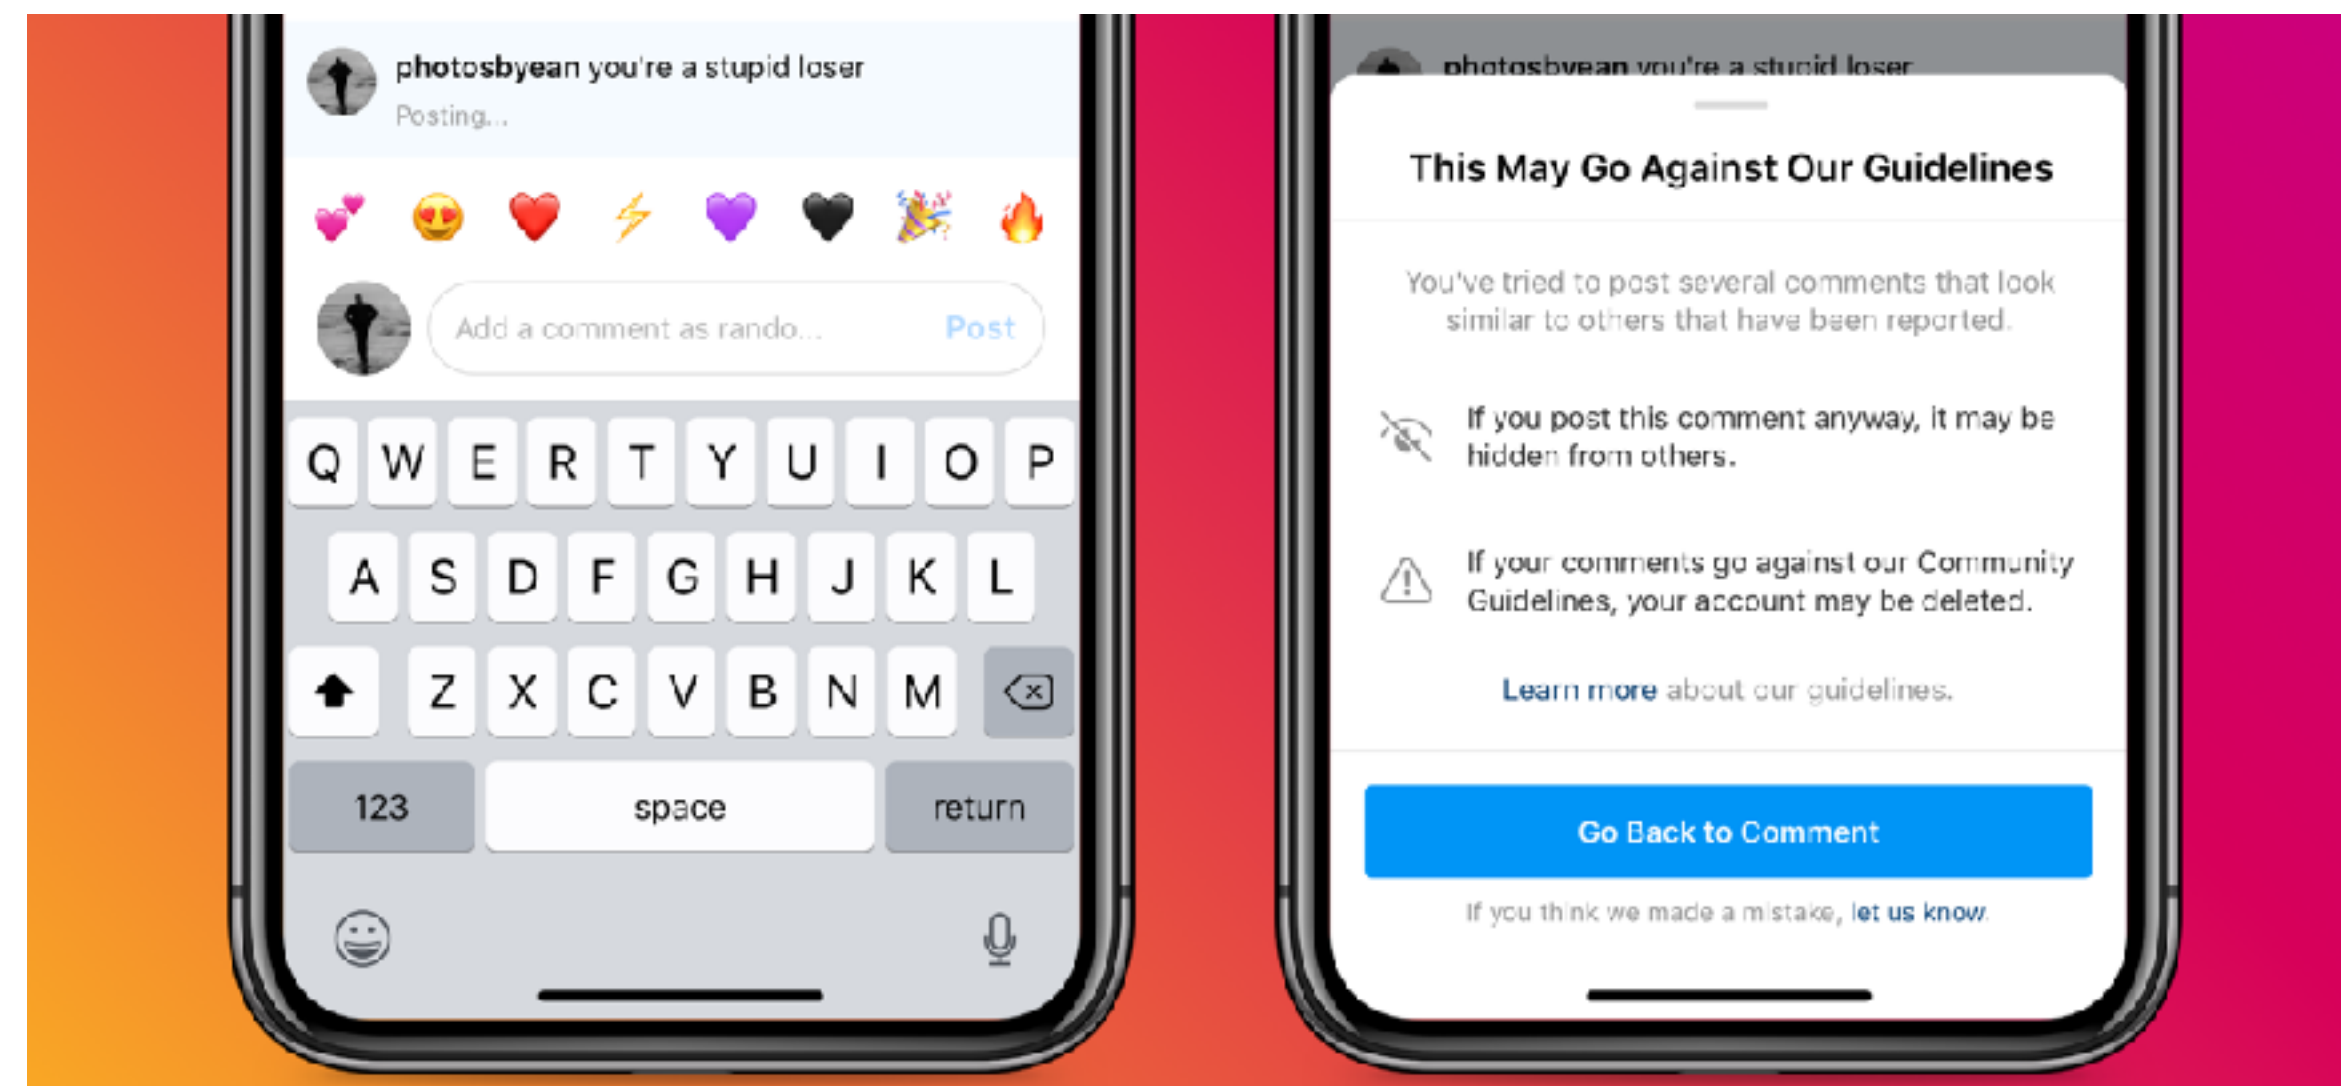 photosbyean you're a stupid loser
Posting...
Add a comment as rando...
Post
Q W E R T Y U I O P
A S D F G H J K L
Z X C V B N M
123
space
return
photosbyean you're a stupid loser
This May Go Against Our Guidelines
You've tried to post several comments that look
similar to others that have been reported.
If you post this comment anyway, it may be
hidden from others.
If your comments go against our Community
Guidelines, your account may be deleted.
Learn more about our guidelines.
Go Back to Comment
If you think we made a mistake, let us know.